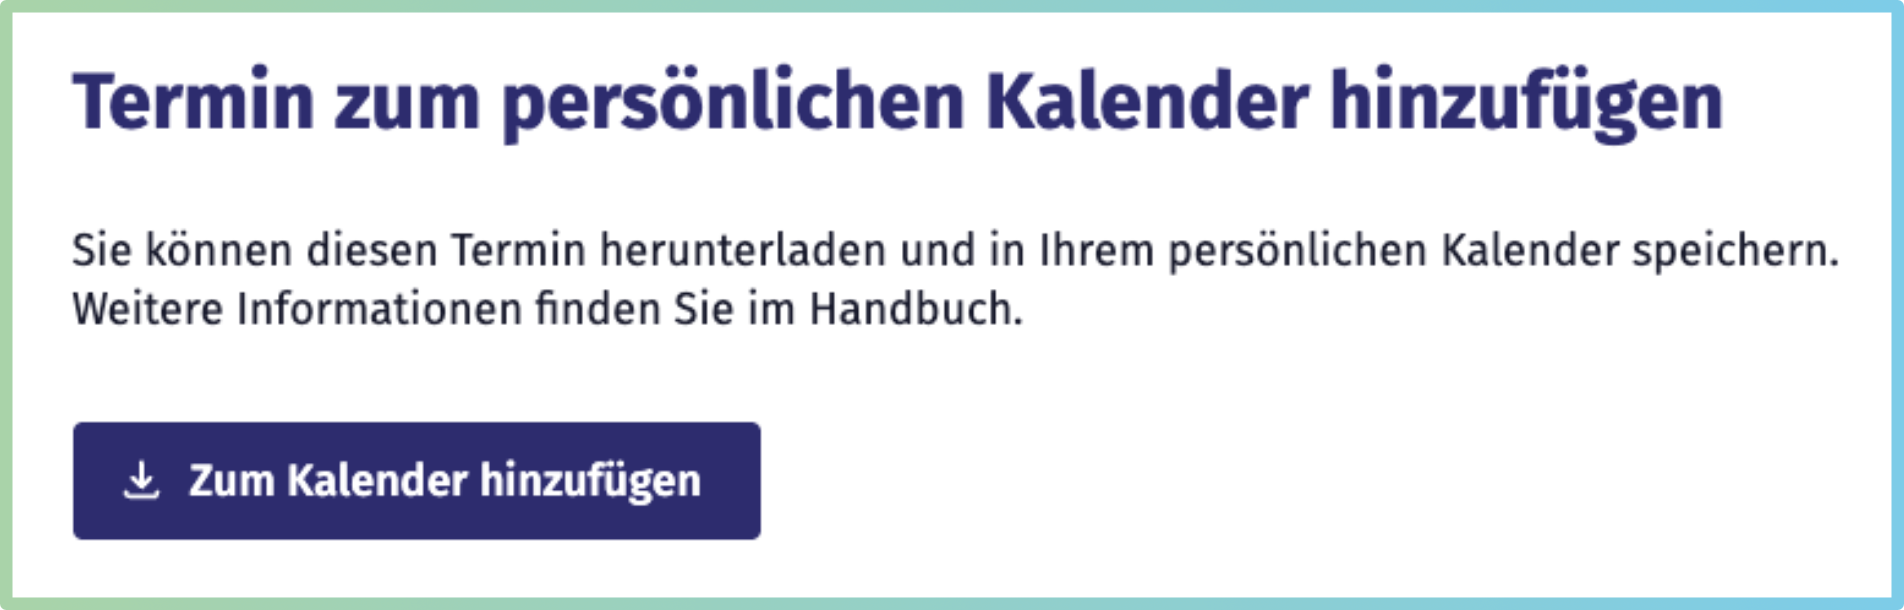 Termin zum persönlichen Kalender hinzufügen
Sie können diesen Termin herunterladen und in Ihrem persönlichen Kalender speichern.
Weitere Informationen finden Sie im Handbuch.
Zum Kalender hinzufügen